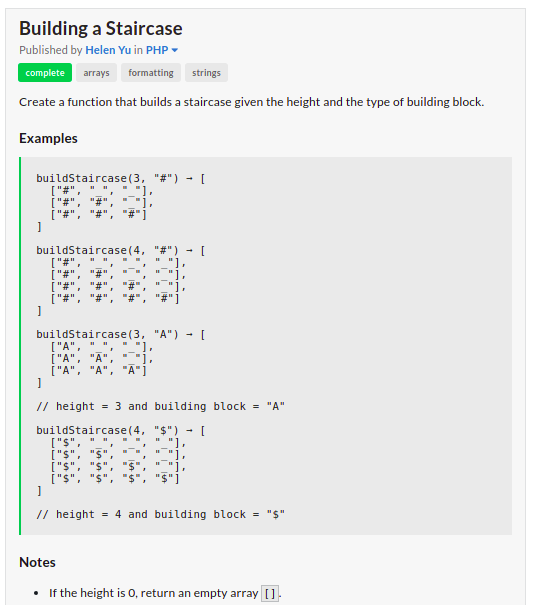 Building a Staircase
Published by Helen Yu in PHP
complete arrays formatting strings
Create a function that builds a staircase given the height and the type of building block.
Examples
buildStaircase(3, "#") → [
["#", "_", "_"],
["#", "#", "_"],
["#", "#", "#"]
]
buildStaircase(4, "#") → [
["#", "_", "_", "_"],
["#", "#", "_", "_"],
["#", "#", "#", "_"],
["#", "#", "#", "#"]
]
buildStaircase(3, "A") → [
["A", "_", "_"],
["A", "A", "_"],
["A", "A", "A"]
]
// height = 3 and building block = "A"
buildStaircase(4, "$") → [
["$", "_", "_", "_"],
["$", "$", "_", "_"],
["$", "$", "$", "_"],
["$", "$", "$", "$"]
]
// height = 4 and building block = "$"
Notes
• If the height is 0, return an empty array [].